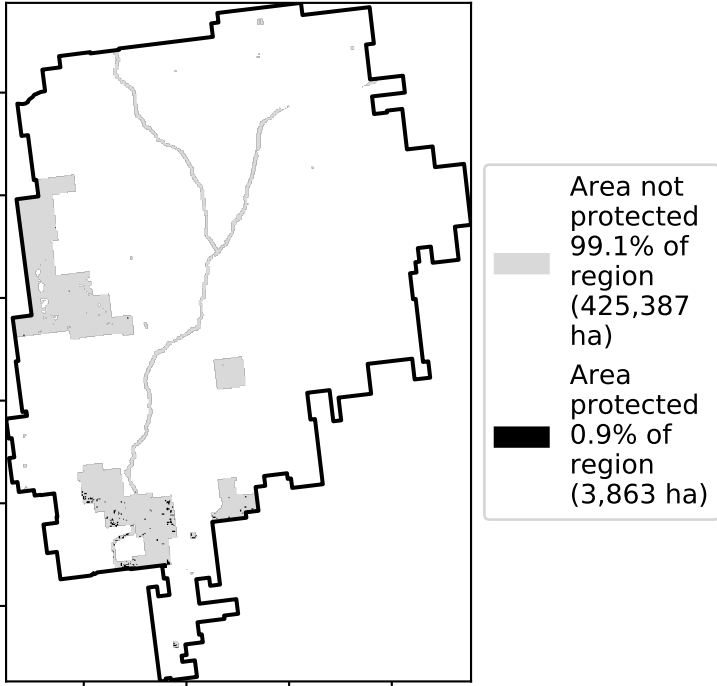 Area not
protected
99.1% of
region
(425,387
ha)
Area
protected
0.9% of
region
(3,863 ha)